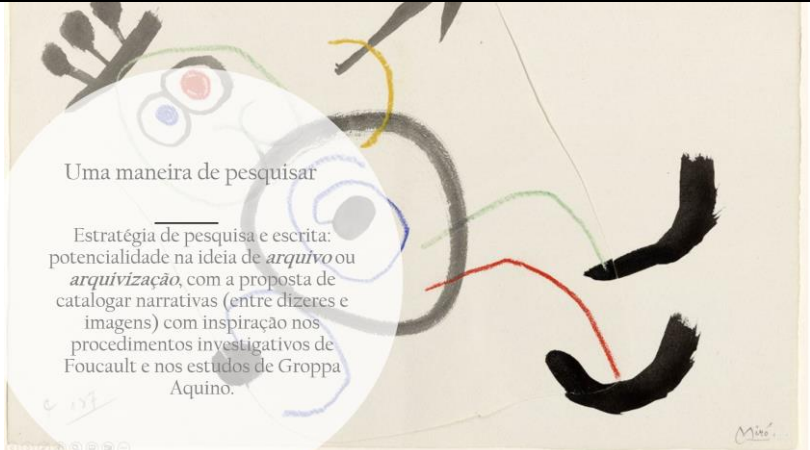 Uma maneira de pesquisar
Estratégia de pesquisa e escrita:
potencialidade na ideia de arquivo ou
arquivização, com a proposta de
catalogar narrativas (entre dizeres e
imagens) com inspiração nos
procedimentos investigativos de
Foucault e nos estudos de Groppa
Aquino.
Miró.